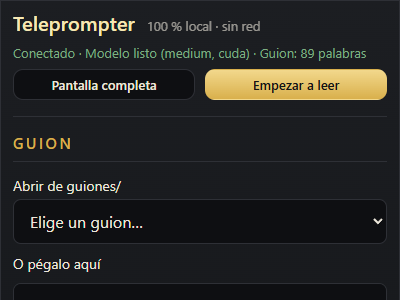 Teleprompter 100 % local · sin red
Conectado · Modelo listo (medium, cuda) · Guion: 89 palabras
Pantalla completa Empezar a leer
GUION
Abrir de guiones/
Elige un guion...
O pégalo aquí